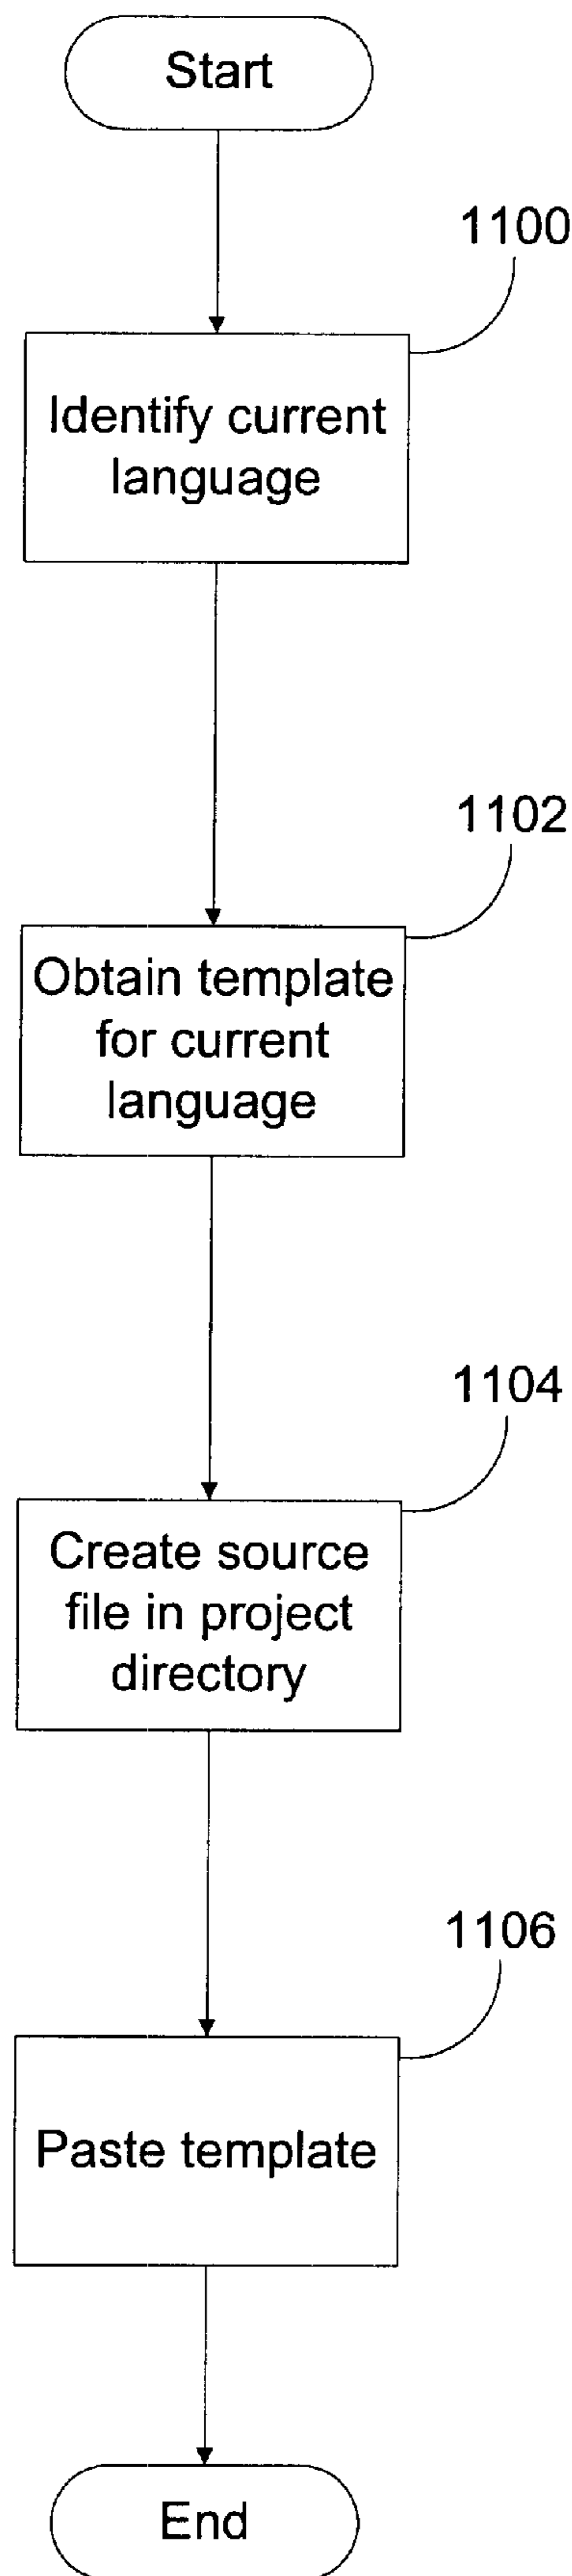 Start
1100
Identify current
language
1102
Obtain template
for current
language
1104
Create source
file in project
directory
1106
Paste template
End